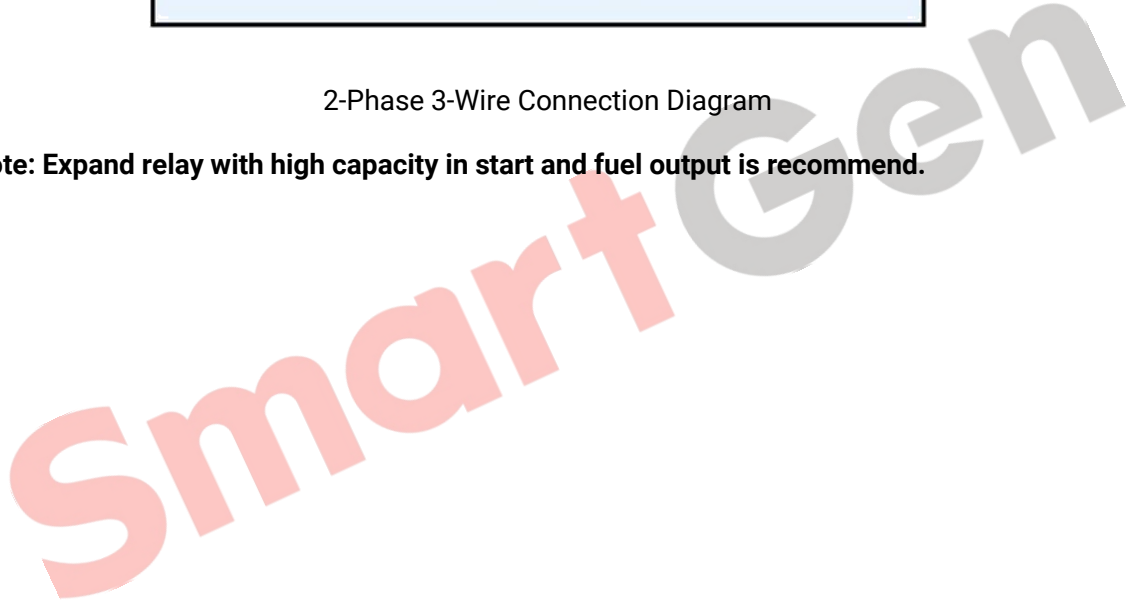 2-Phase 3-Wire Connection Diagram
ote: Expand relay with high capacity in start and fuel output is recommend.
SmartGen